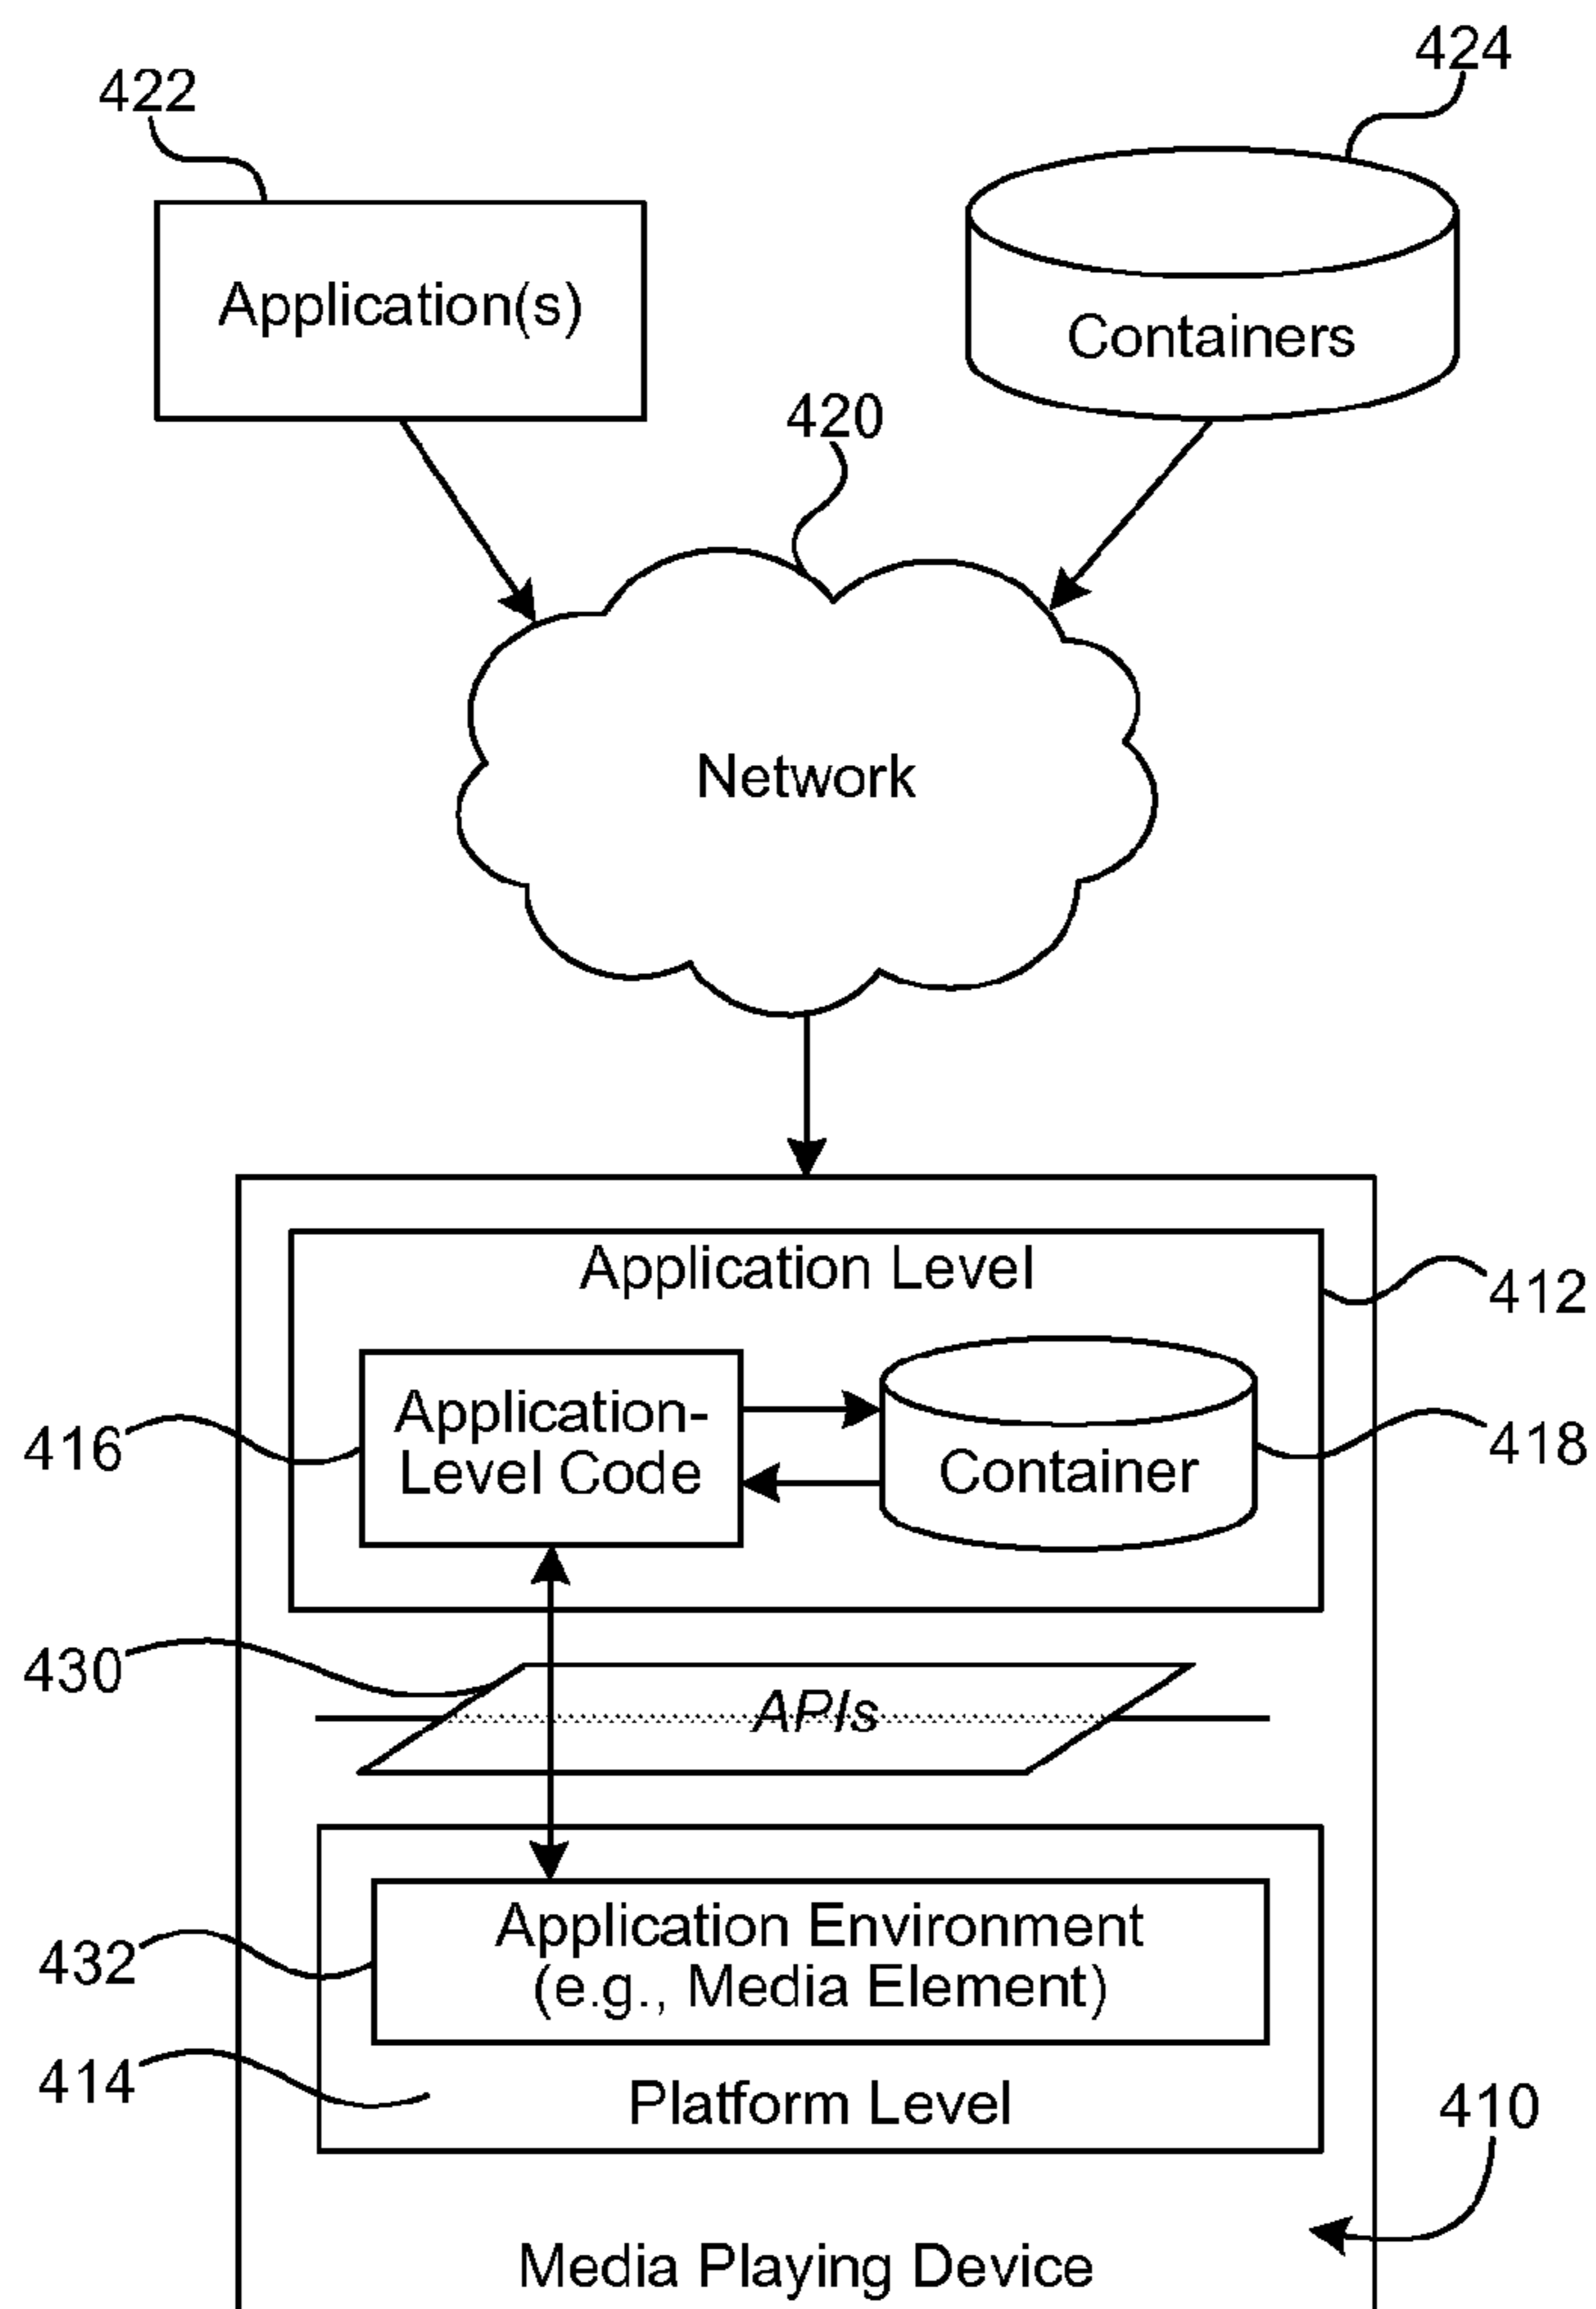 424
422
Application(s)
Containers
420
Network
Application Level
412
Application-
Level Code
416
Container
418
430
APIs
Application Environment
(e.g., Media Element)
432
414
Platform Level
410
Media Playing Device